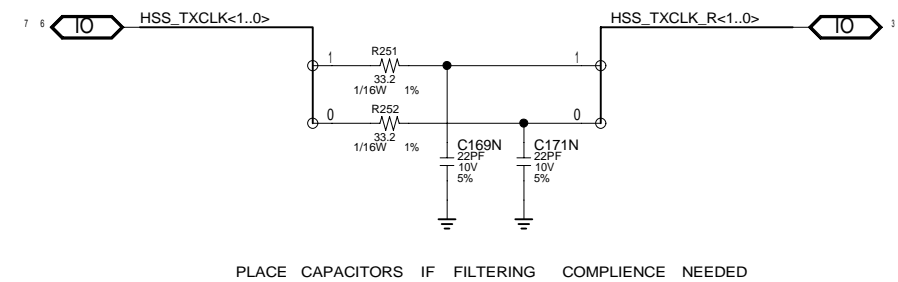 7 6 IO HSS_TXCLK<1..0> HSS_TXCLK_R<1..0> IO 3
R251
1 1
33.2
1/16W 1%
R252
0 0
33.2
1/16W 1%
C169N C171N
22PF 22PF
10V 10V
5% 5%
PLACE CAPACITORS IF FILTERING COMPLIENCE NEEDED